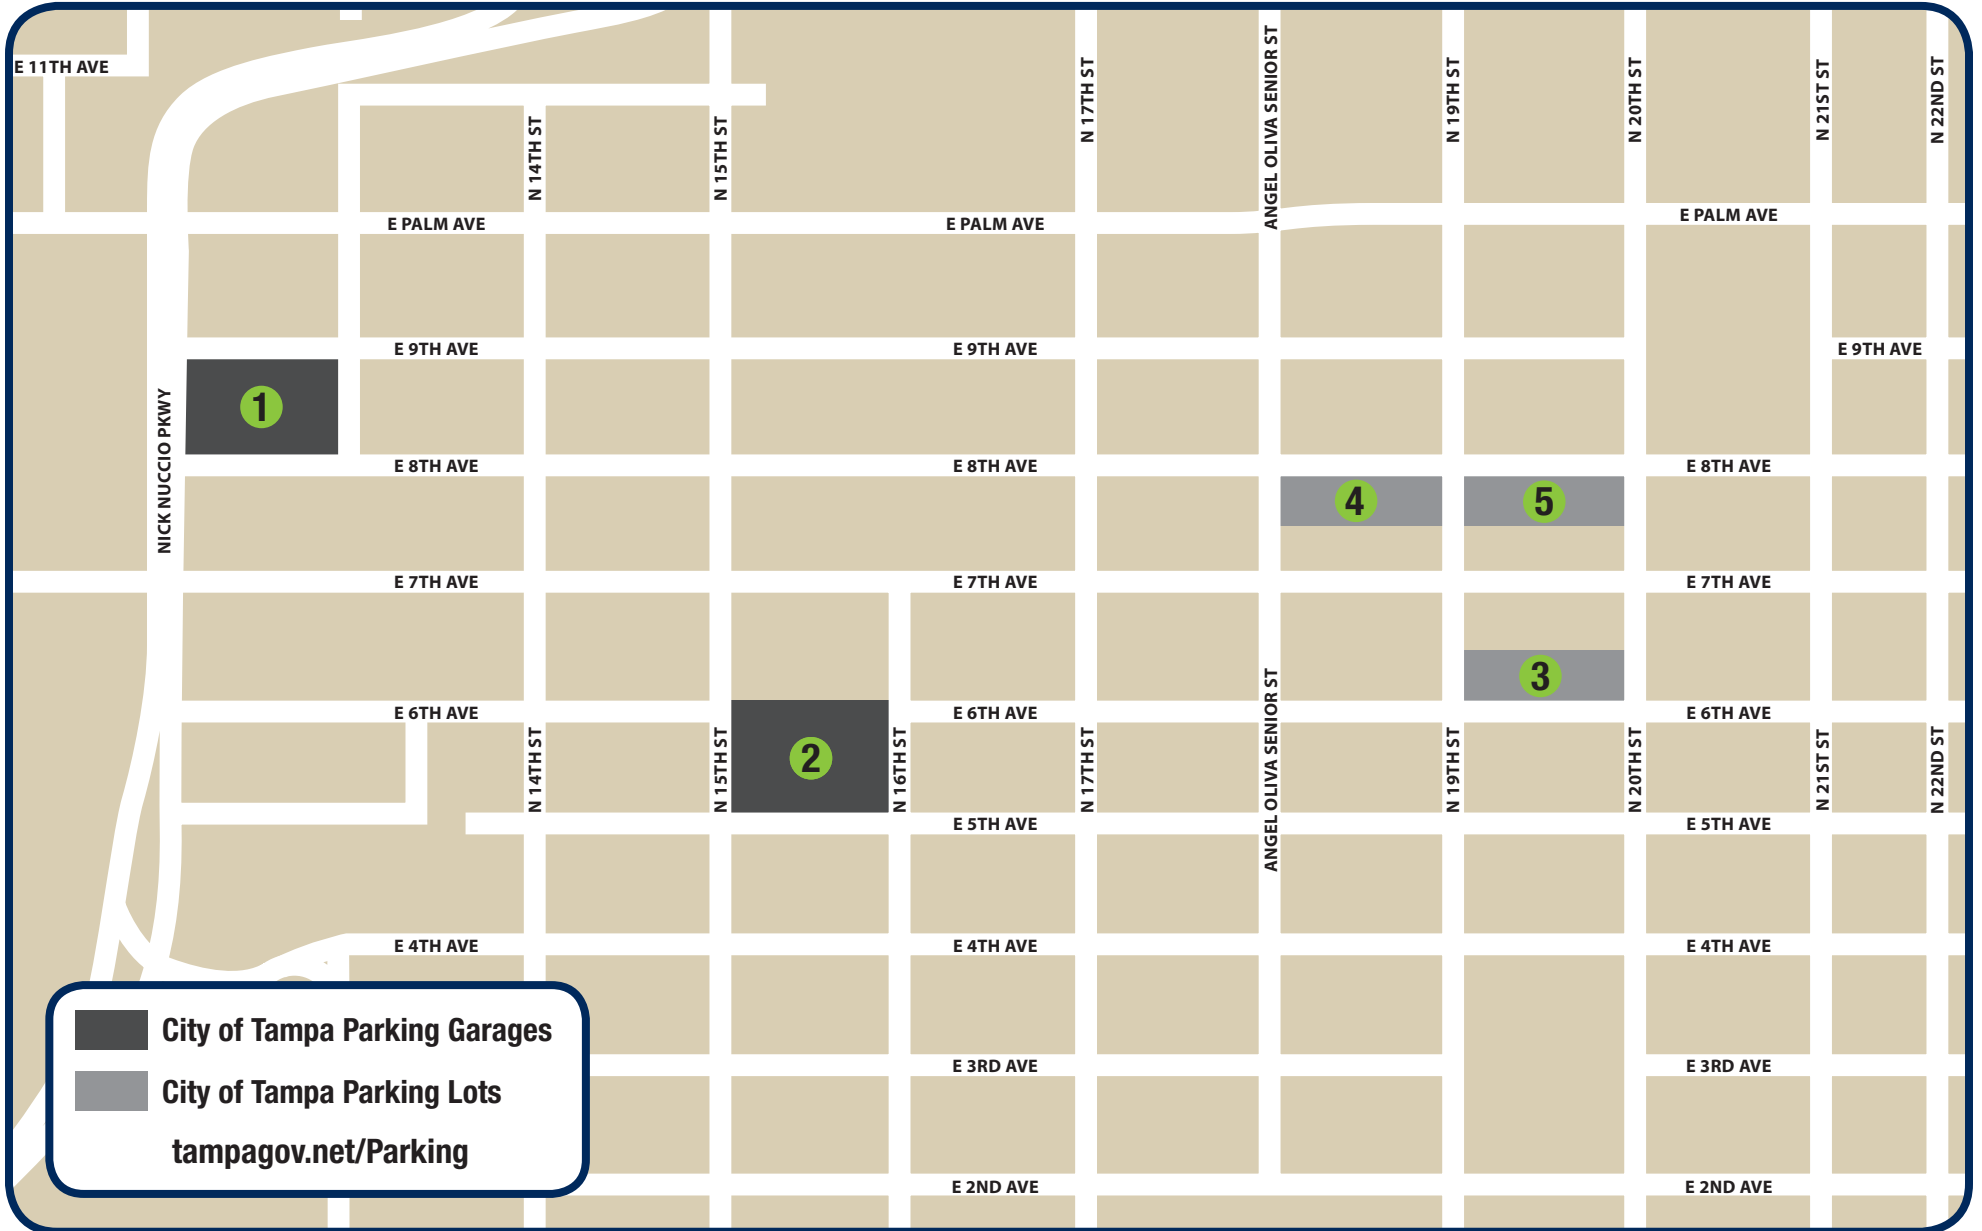 E 11TH AVE
N 14TH ST
N 15TH ST
N 17TH ST
ANGEL OLIVA SENIOR ST
N 19TH ST
N 20TH ST
N 21ST ST
N 22ND ST
E PALM AVE
E PALM AVE
E PALM AVE
E 9TH AVE
E 9TH AVE
E 9TH AVE
NICK NUCCIO PKWY
1
E 8TH AVE
E 8TH AVE
E 8TH AVE
4
5
E 7TH AVE
E 7TH AVE
E 7TH AVE
3
E 6TH AVE
E 6TH AVE
E 6TH AVE
N 14TH ST
N 15TH ST
2
N 16TH ST
N 17TH ST
ANGEL OLIVA SENIOR ST
N 19TH ST
N 20TH ST
N 21ST ST
N 22ND ST
E 5TH AVE
E 5TH AVE
E 4TH AVE
E 4TH AVE
E 4TH AVE
City of Tampa Parking Garages
City of Tampa Parking Lots
tampagov.net/Parking
E 3RD AVE
E 3RD AVE
E 2ND AVE
E 2ND AVE